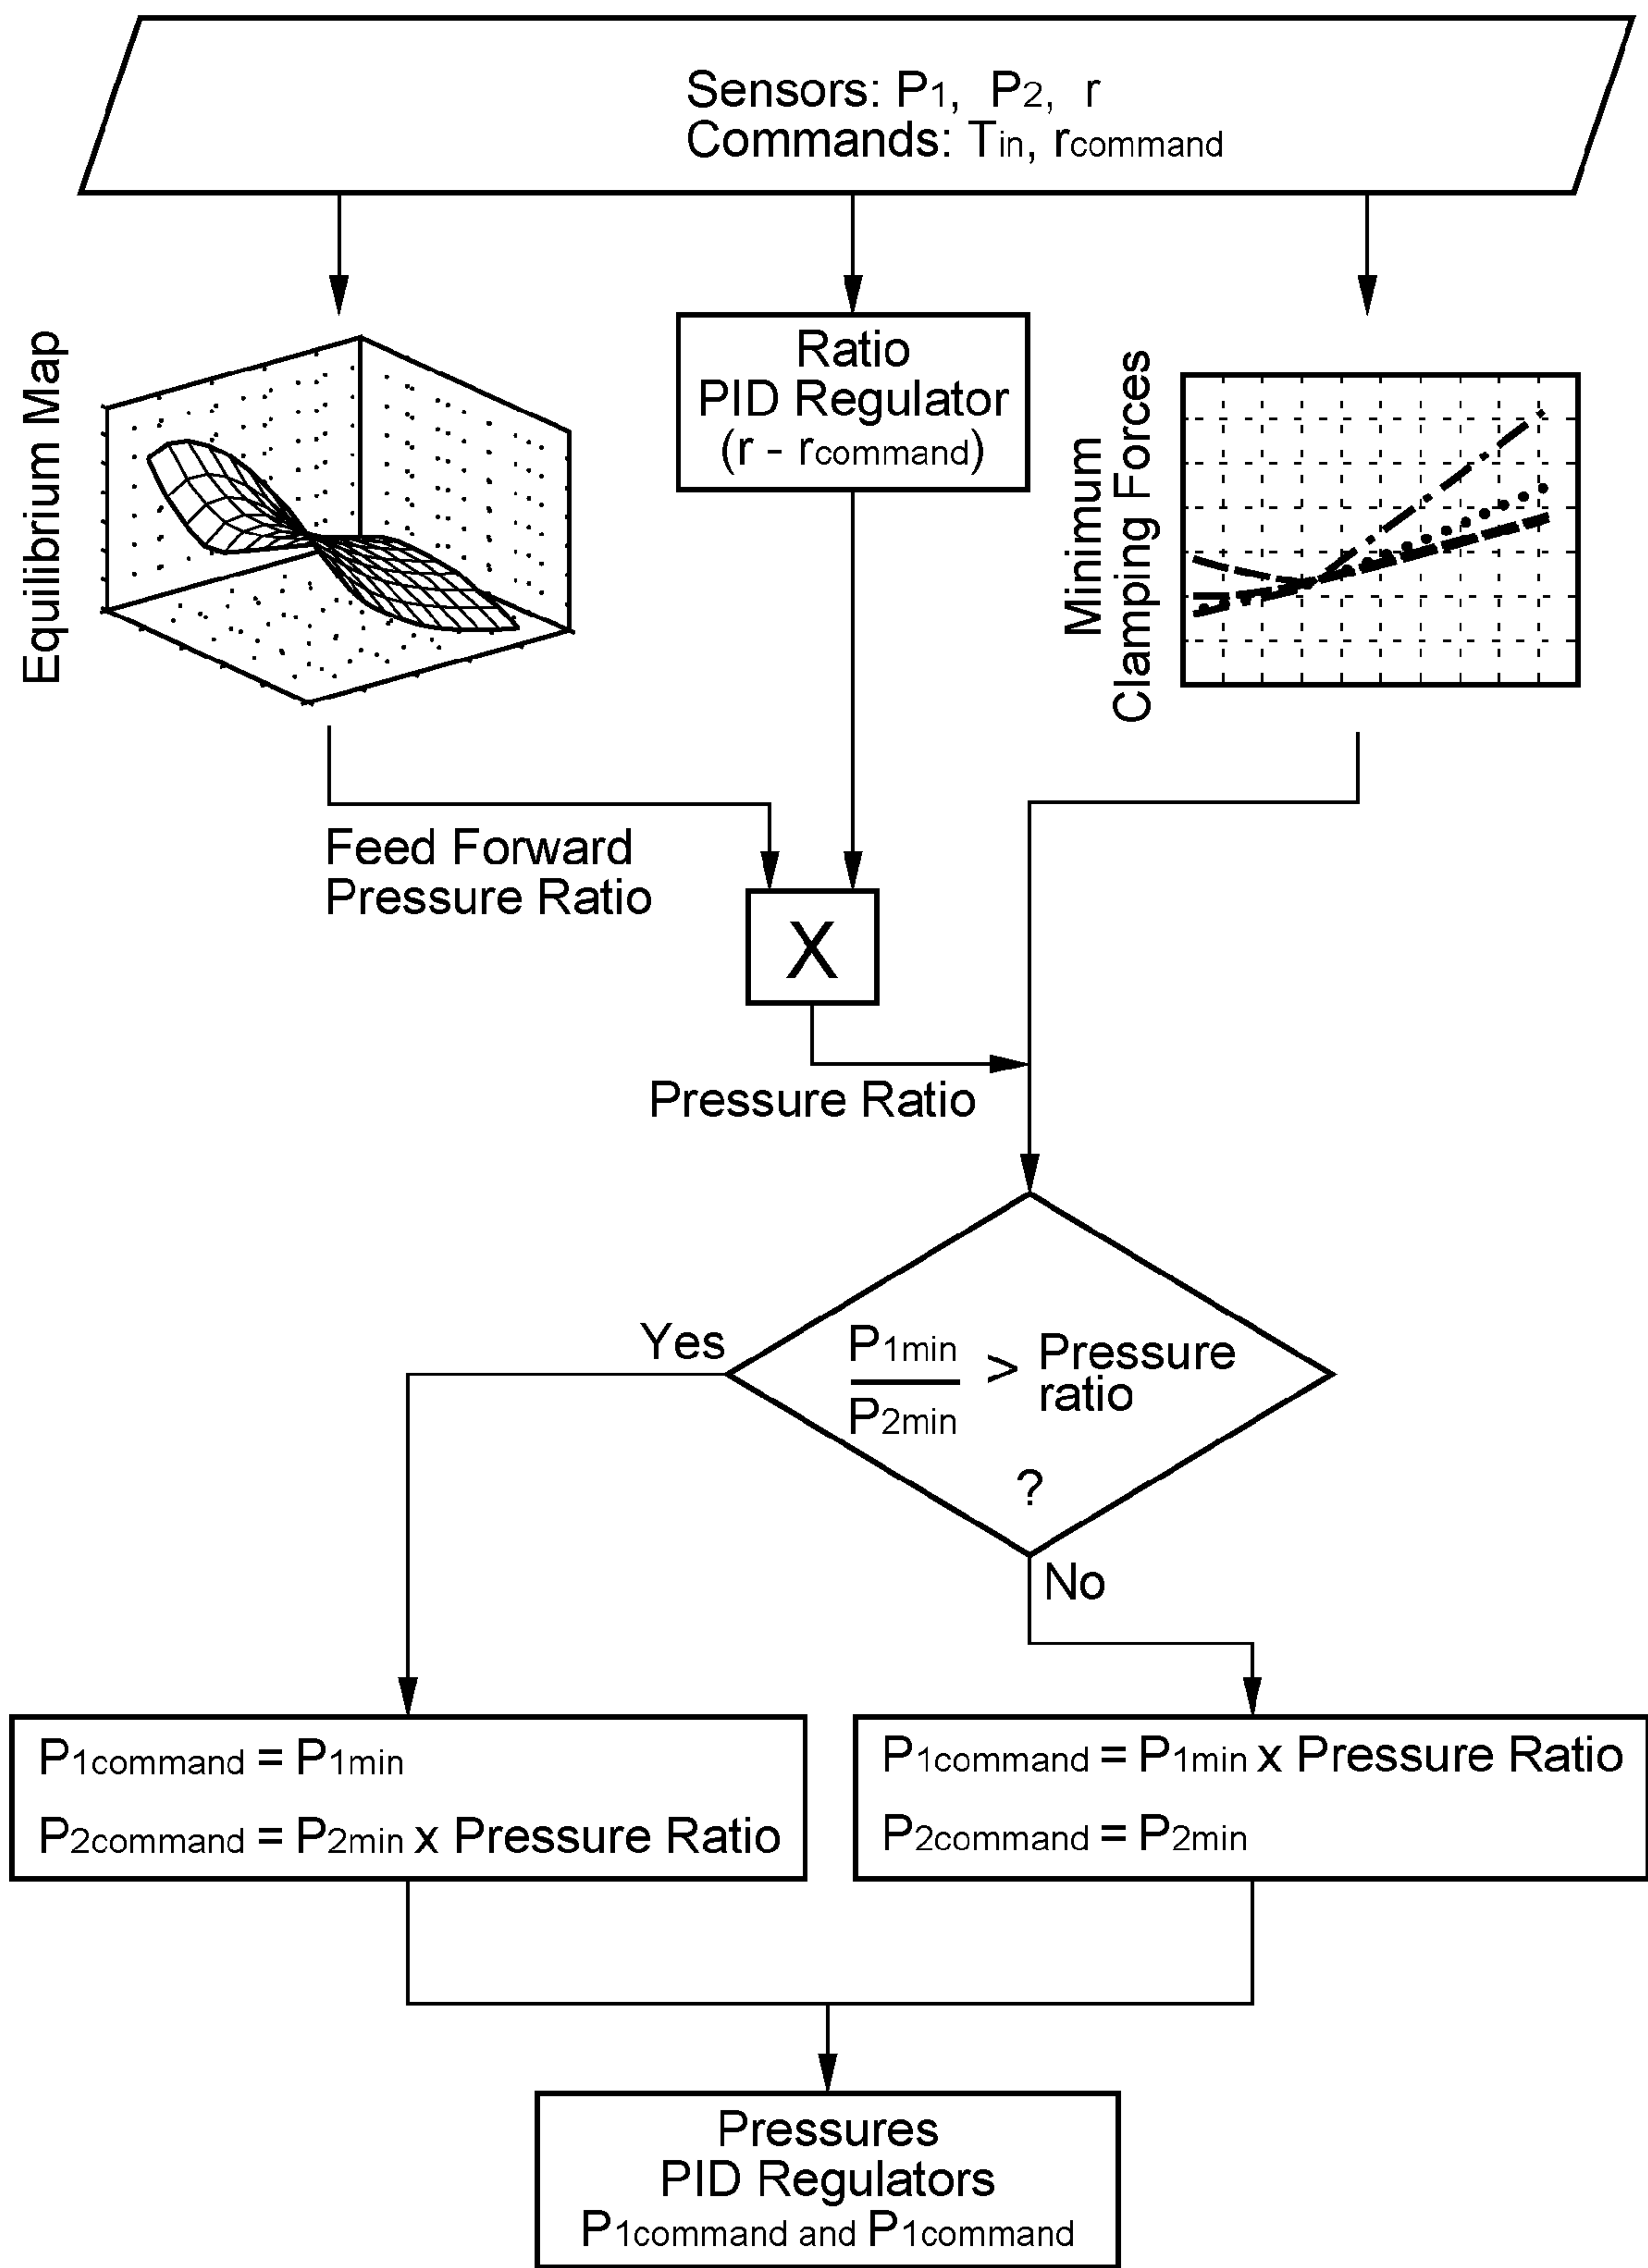 Sensors: P1, P2, r
Commands: Tin, rcommand
Equilibrium Map
Ratio
PID Regulator
(r - rcommand)
Minimum
Clamping Forces
Feed Forward
Pressure Ratio
X
Pressure Ratio
Yes
P1min
P2min
> Pressure
ratio
?
No
P1command = P1min
P2command = P2min x Pressure Ratio
P1command = P1min x Pressure Ratio
P2command = P2min
Pressures
PID Regulators
P1command and P1command